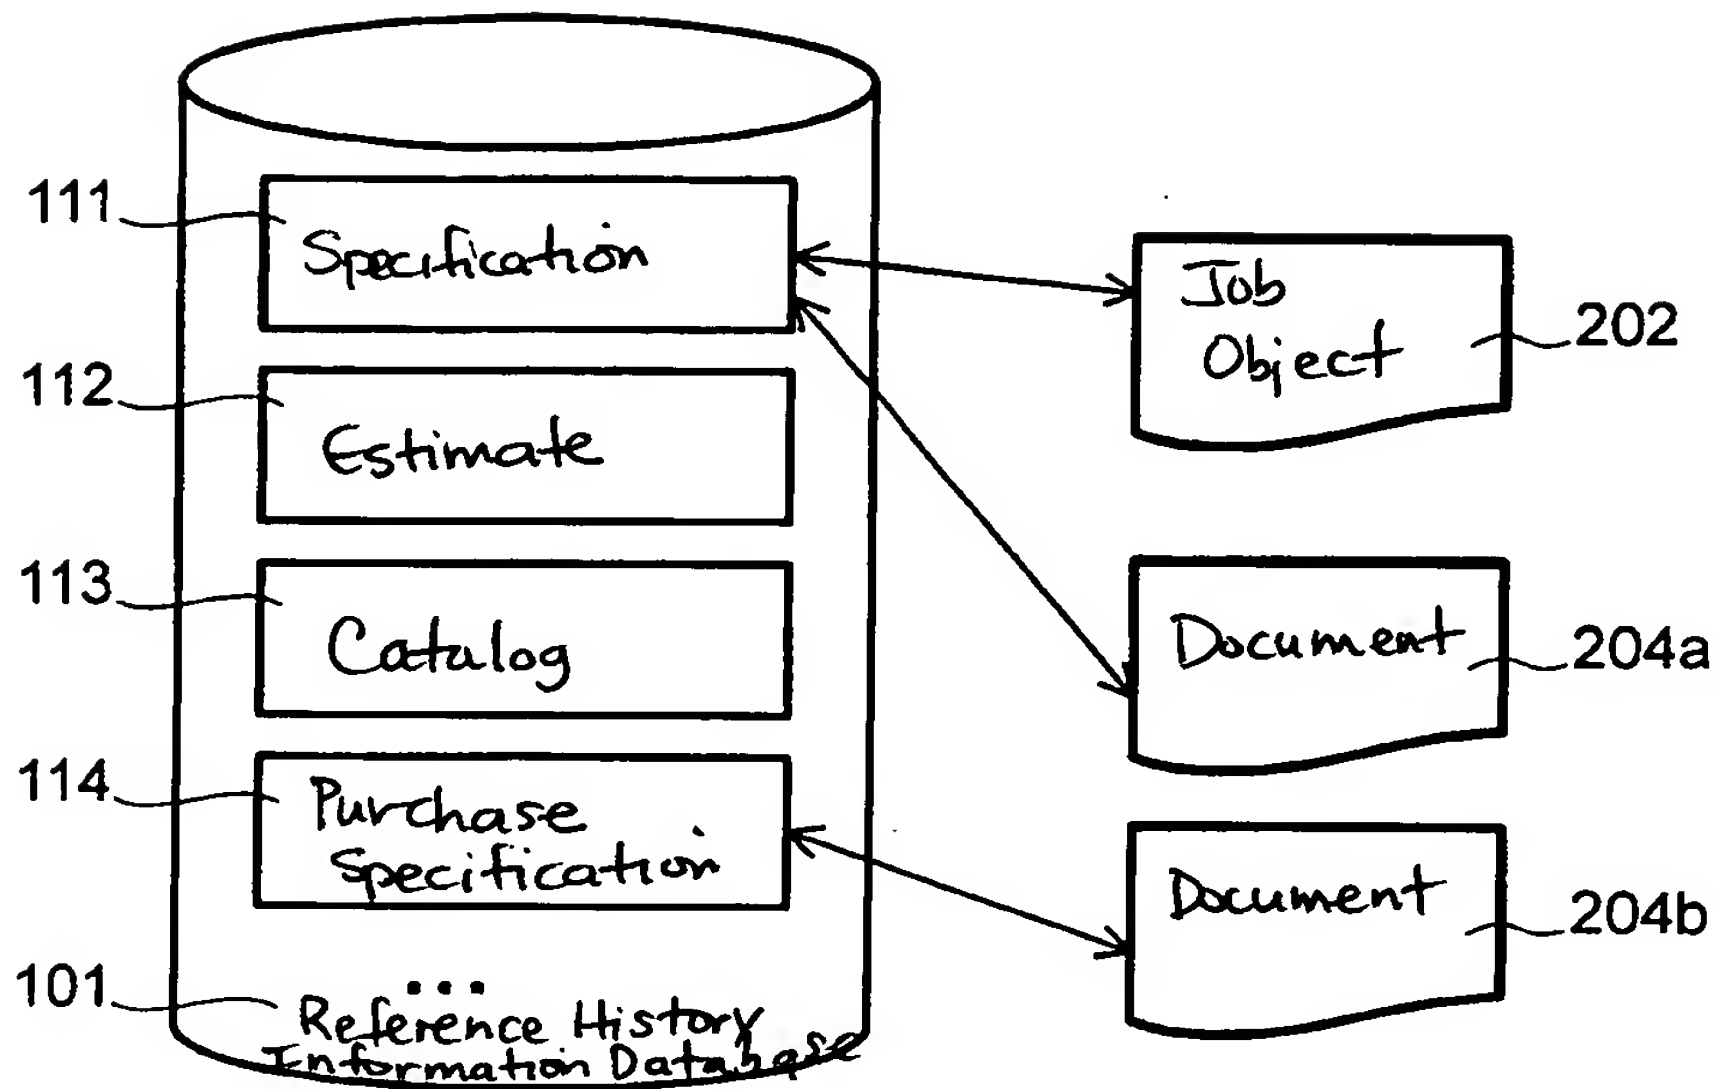 111
Specification
Job
Object
202
112
Estimate
113
Catalog
Document
204a
114
Purchase
Specification
Document
204b
...
101
Reference History
Information Database